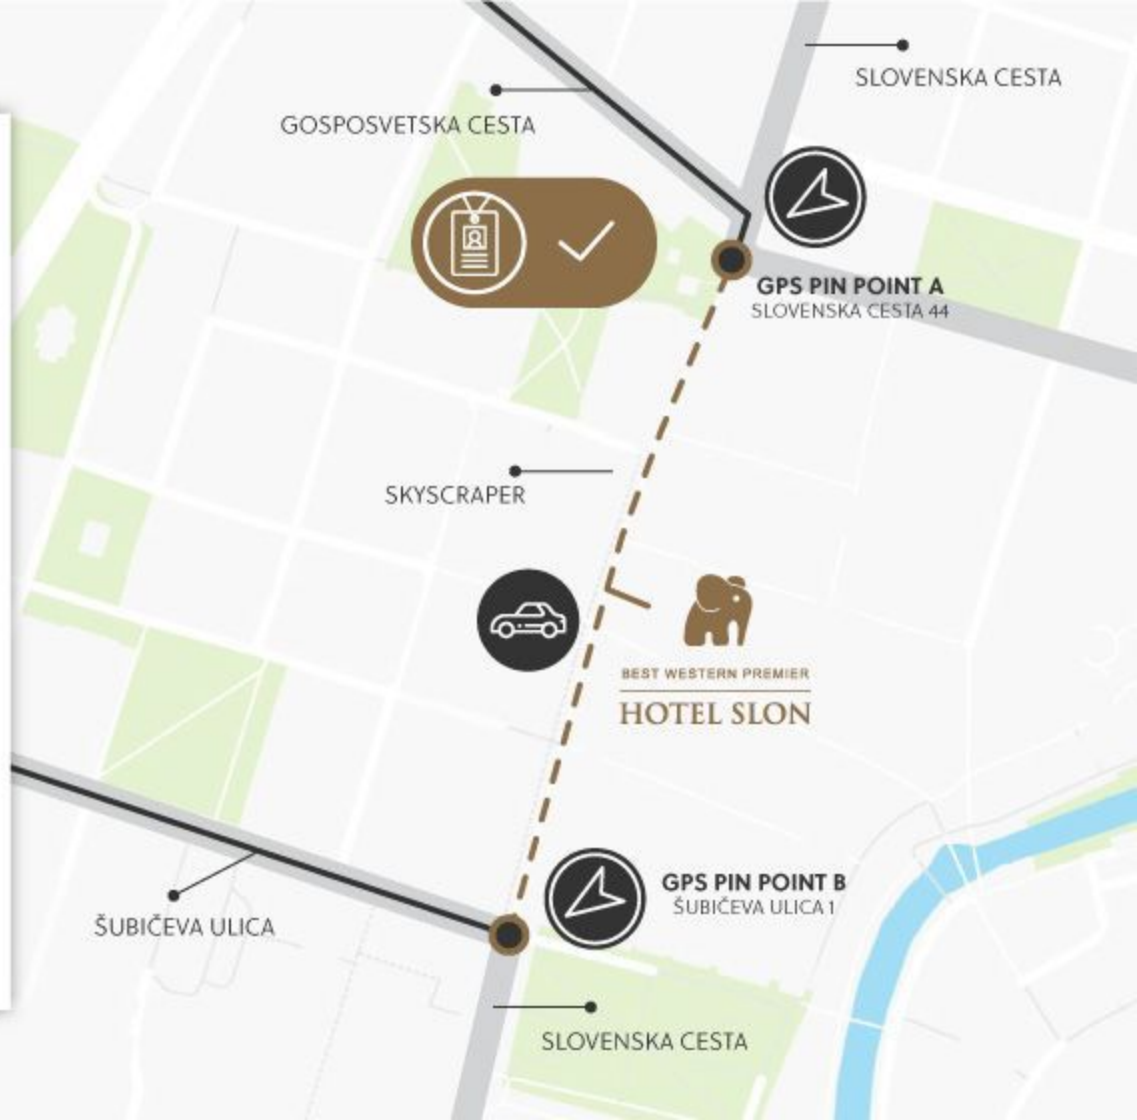 SLOVENSKA CESTA
GOSPOSVETSKA CESTA
GPS PIN POINT A
SLOVENSKA CESTA 44
SKYSCRAPER
BEST WESTERN PREMIER
HOTEL SLON
GPS PIN POINT B
ŠUBIČEVA ULICA 1
ŠUBIČEVA ULICA
SLOVENSKA CESTA